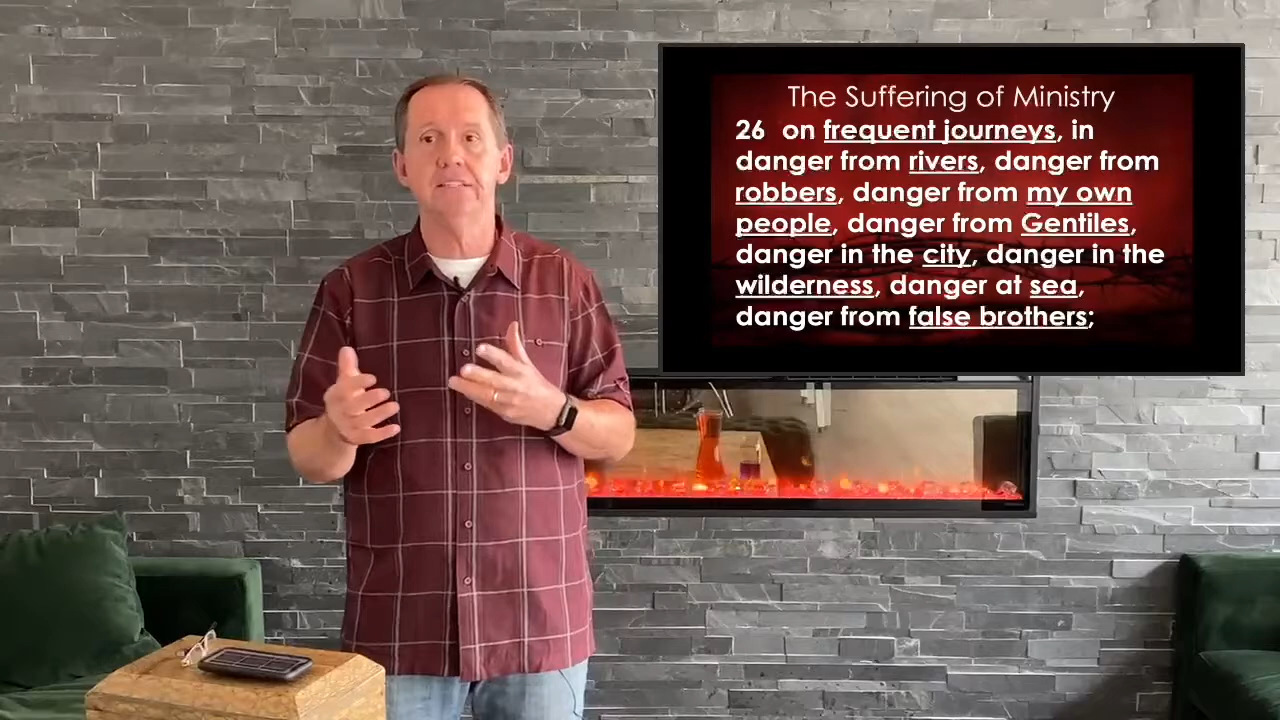 The Suffering of Ministry
26 on frequent journeys, in
danger from rivers, danger from
robbers, danger from my own
people, danger from Gentiles,
danger in the city, danger in the
wilderness, danger at sea,
danger from false brothers;